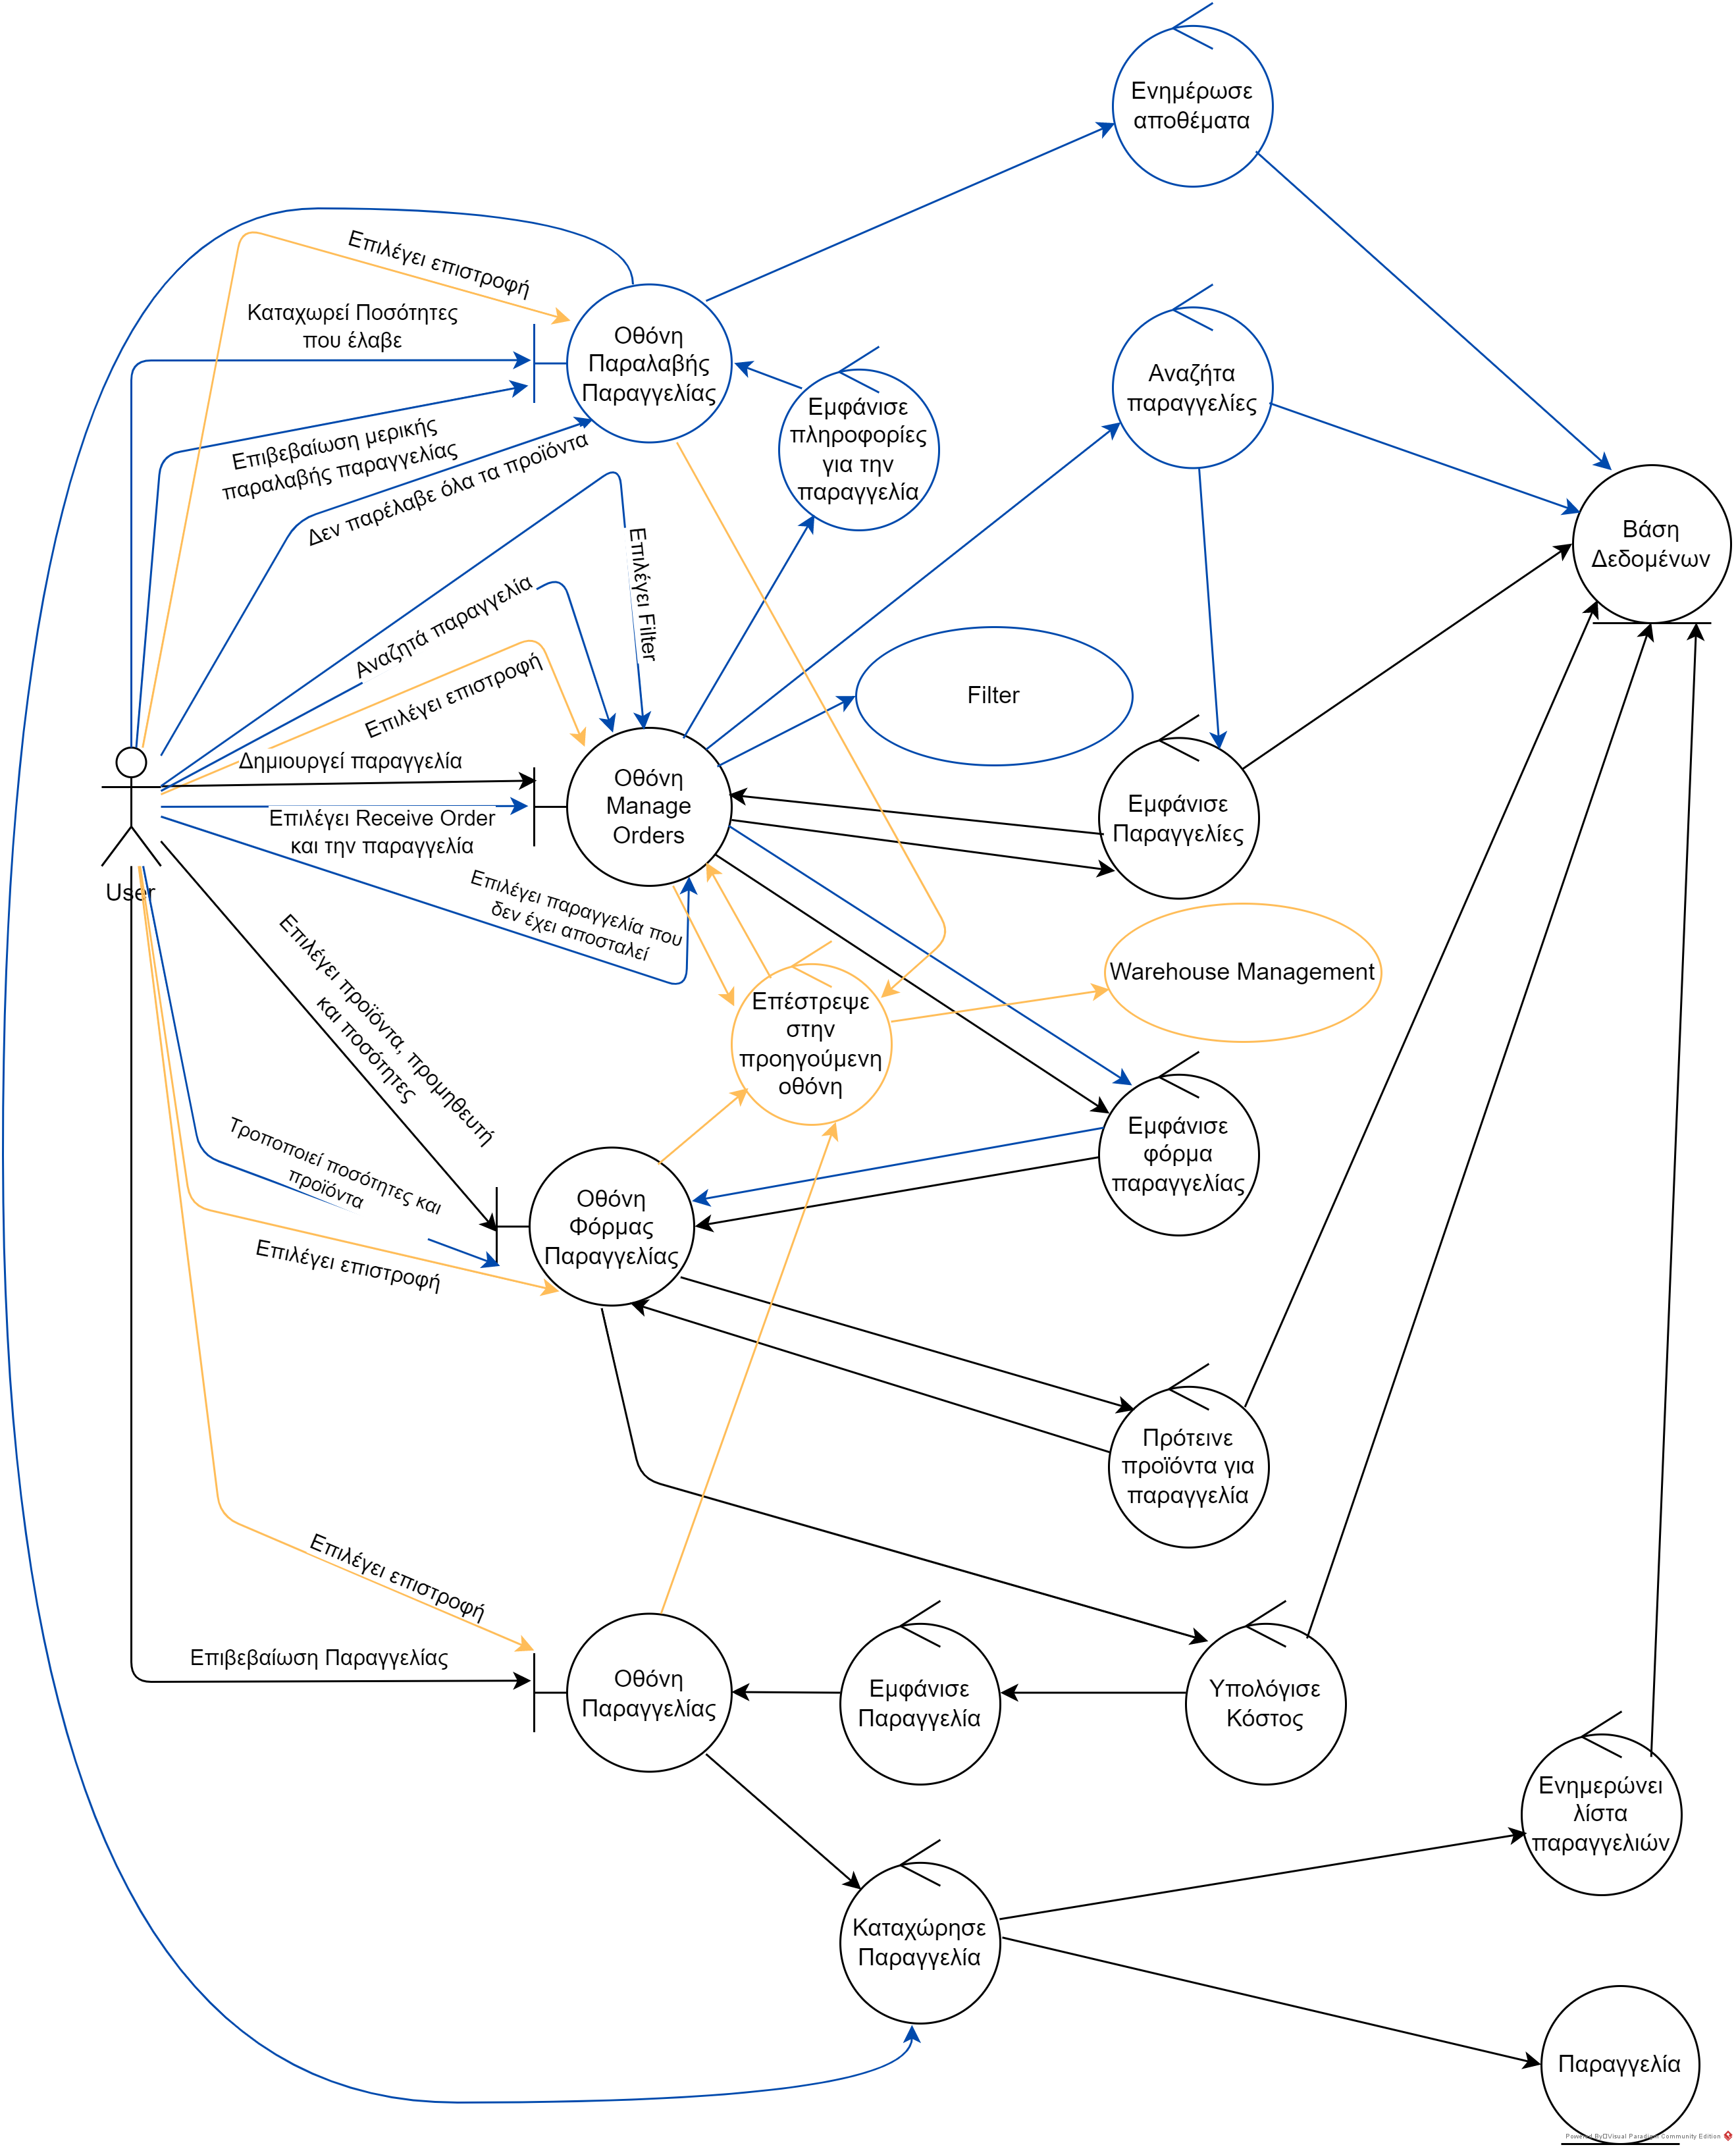 Ενημέρωσε
αποθέματα
Επιλέγει επιστροφή
Καταχωρεί Ποσότητες
που έλαβε
Οθόνη
Παραλαβής
Παραγγελίας
Αναζήτα
παραγγελίες
Εμφάνισε
πληροφορίες
για την
παραγγελία
Επιβεβαίωση μερικής
παραλαβής παραγγελίας
Δεν παρέλαβε όλα τα προϊόντα
Βάση
Δεδομένων
Επιλέγει Filter
Αναζητά παραγγελία
Επιλέγει επιστροφή
Filter
Δημιουργεί παραγγελία
Οθόνη
Manage
Orders
Εμφάνισε
Παραγγελίες
Επιλέγει Receive Order
και την παραγγελία
User
Επιλέγει παραγγελία που
δεν έχει αποσταλεί
Warehouse Management
Επέστρεψε
στην
προηγούμενη
οθόνη
Επιλέγει προϊόντα, προμηθευτή
και ποσότητες
Εμφάνισε
φόρμα
παραγγελίας
Τροποποιεί ποσότητες και
προϊόντα
Οθόνη
Φόρμας
Παραγγελίας
Επιλέγει επιστροφή
Πρότεινε
προϊόντα για
παραγγελία
Επιλέγει επιστροφή
Επιβεβαίωση Παραγγελίας
Οθόνη
Παραγγελίας
Εμφάνισε
Παραγγελία
Υπολόγισε
Κόστος
Ενημερώνει
λίστα
παραγγελιών
Καταχώρησε
Παραγγελία
Παραγγελία
Powered By Visual Paradigm Community Edition